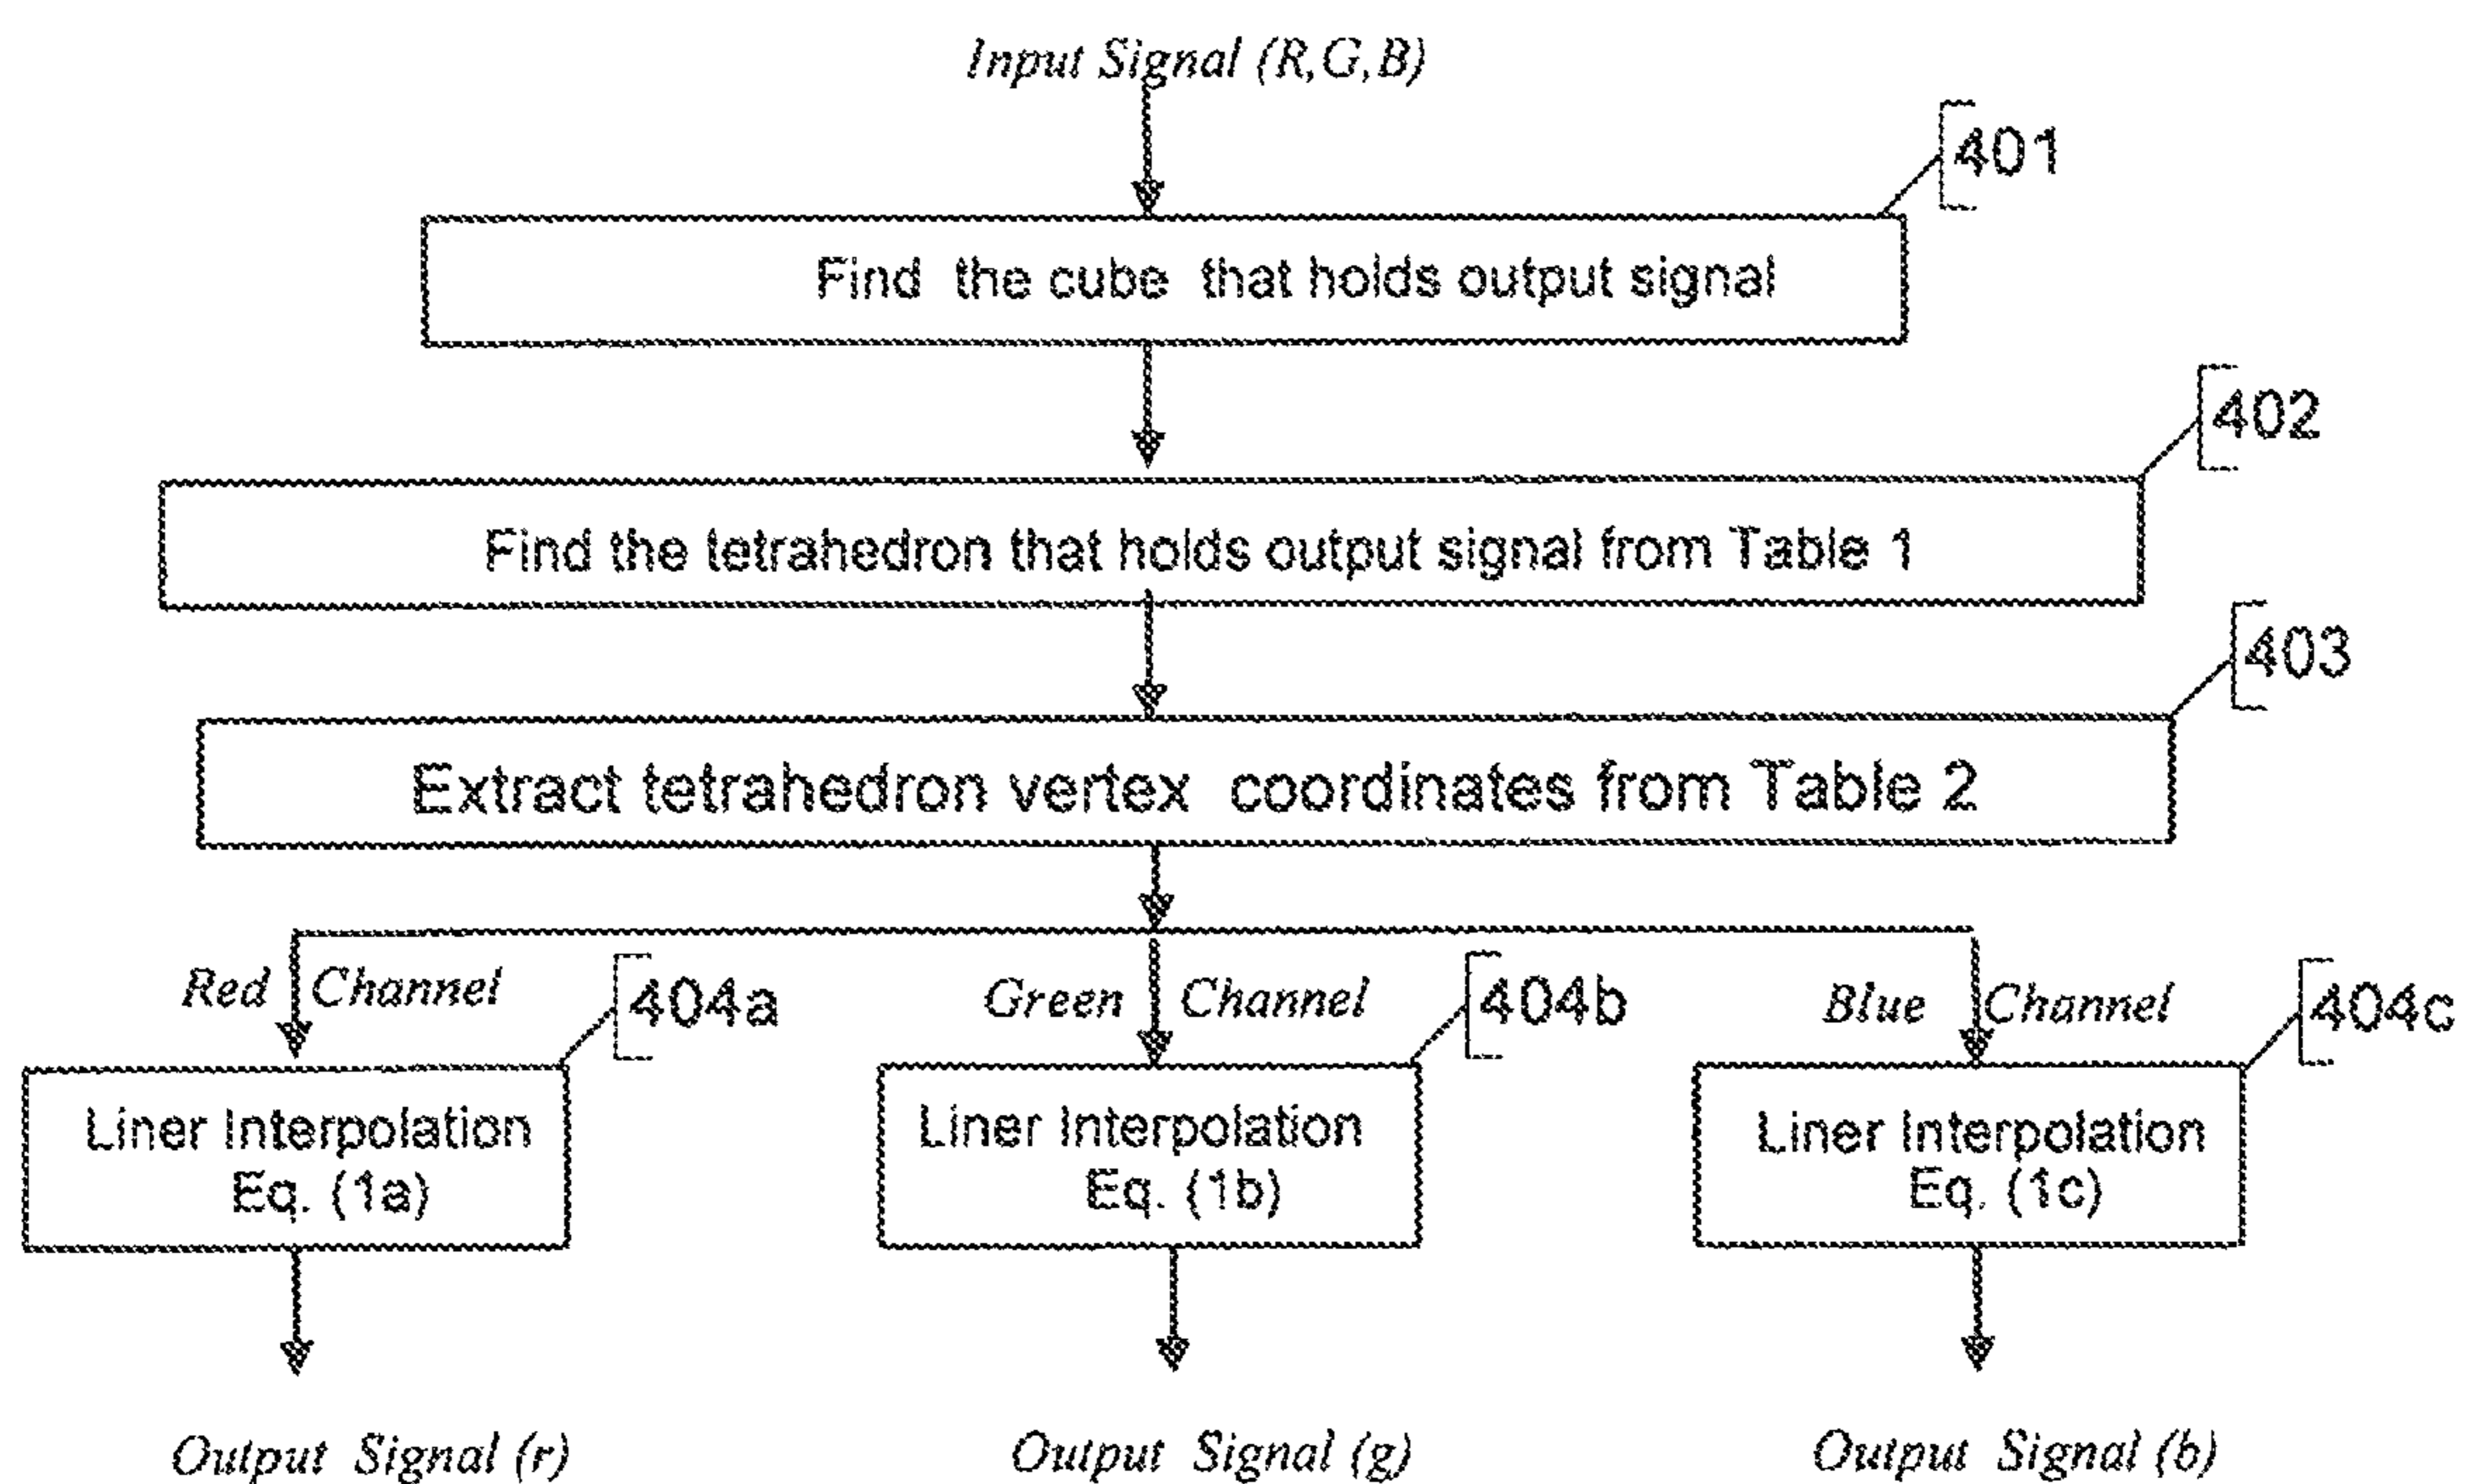 Input Signal (R,G,B)
401
Find the cube that holds output signal
402
Find the tetrahedron that holds output signal from Table 1
403
Extract tetrahedron vertex coordinates from Table 2
Red Channel
404a
Green Channel
404b
Blue Channel
404c
Liner Interpolation
Eq. (1a)
Liner Interpolation
Eq. (1b)
Liner Interpolation
Eq. (1c)
Output Signal (r)
Output Signal (g)
Output Signal (b)